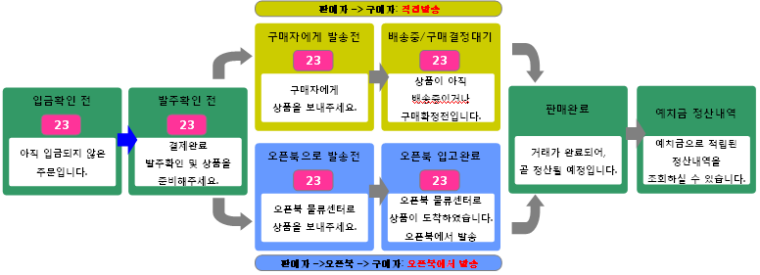 판매자 -> 구매자: 직접발송
입금확인 전
23
아직 입금되지 않은
주문입니다.
발주확인 전
23
결제완료
발주확인 및 상품을
준비해주세요.
구매자에게 발송전
23
구매자에게
상품을 보내주세요.
배송중/구매결정대기
23
상품이 아직
배송중이거나
구매확정전입니다.
오픈북으로 발송전
23
오픈북 물류센터로
상품을 보내주세요.
오픈북 입고완료
23
오픈북 물류센터로
상품이 도착하였습니다.
오픈북에서 발송
판매완료
거래가 완료되어,
곧 정산될 예정입니다.
예치금 정산내역
예치금으로 적립된
정산내역을
조회하실 수 있습니다.
판매자 ->오픈북 -> 구매자: 오픈북에서 발송